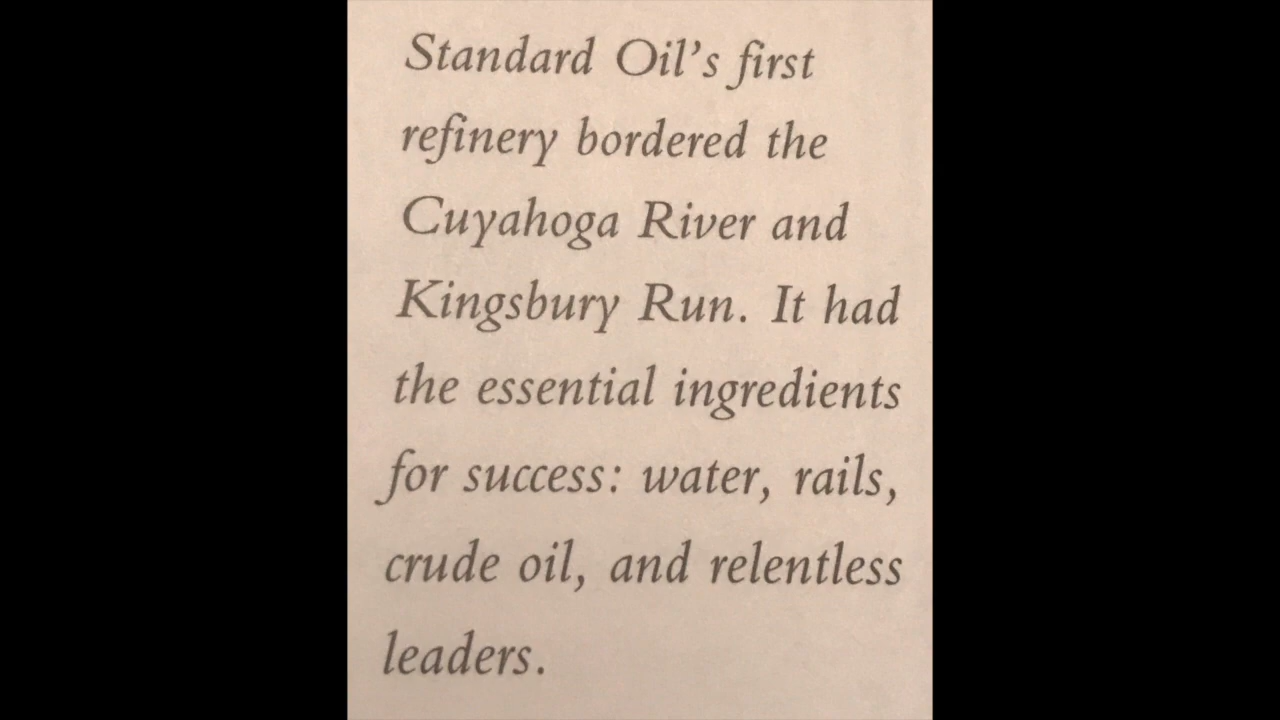 Standard Oil’s first
refinery bordered the
Cuyahoga River and
Kingsbury Run. It had
the essential ingredients
for success: water, rails,
crude oil, and relentless
leaders.